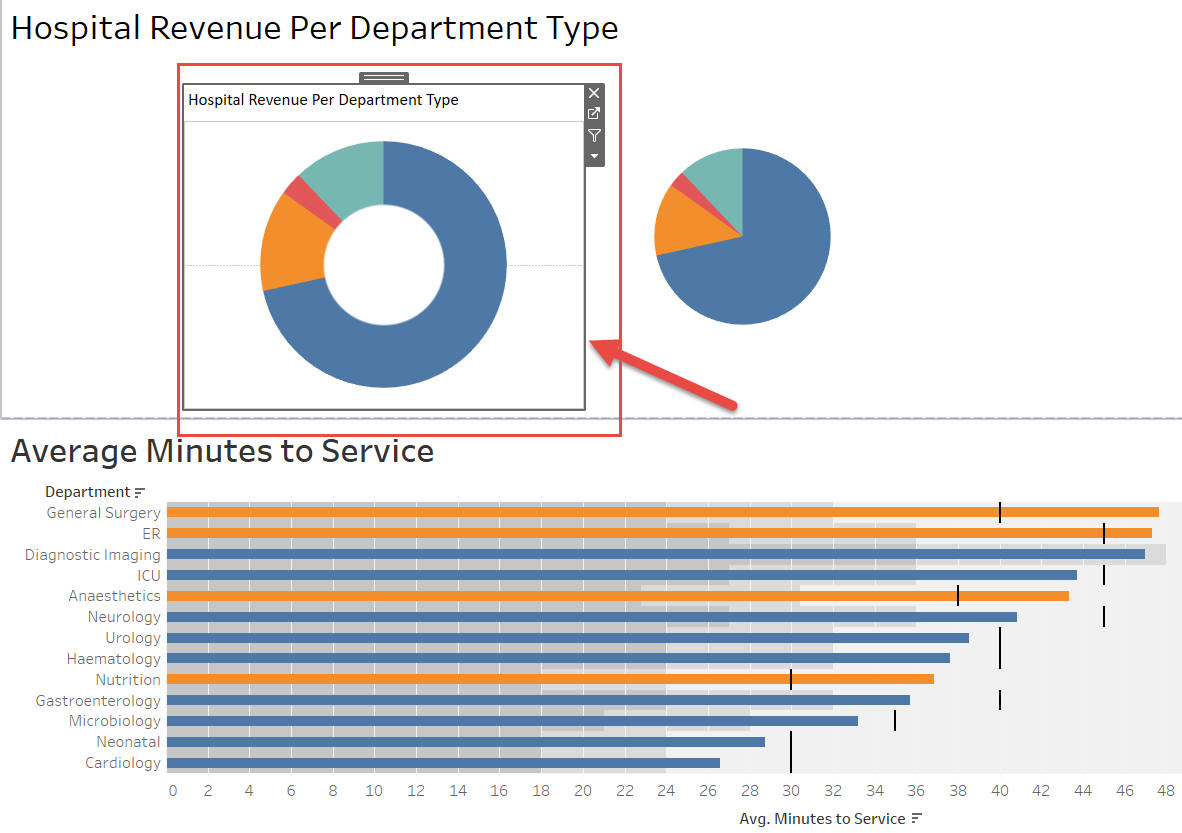 Hospital Revenue Per Department Type
Hospital Revenue Per Department Type
Average Minutes to Service
Department
General Surgery
ER
Diagnostic Imaging
ICU
Anaesthetics
Neurology
Urology
Haematology
Nutrition
Gastroenterology
Microbiology
Neonatal
Cardiology
0 2 4 6 8 10 12 14 16 18 20 22 24 26 28 30 32 34 36 38 40 42 44 46 48
Avg. Minutes to Service